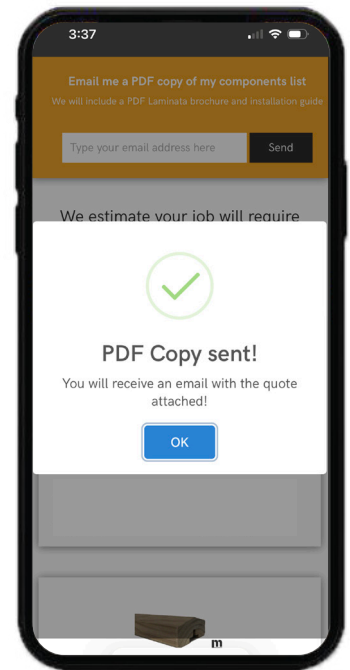 3:37
Email me a PDF copy of my components list
We will include a PDF Laminata brochure and installation guide
Type your email address here
Send
We estimate your job will require
PDF Copy sent!
You will receive an email with the quote
attached!
OK
m